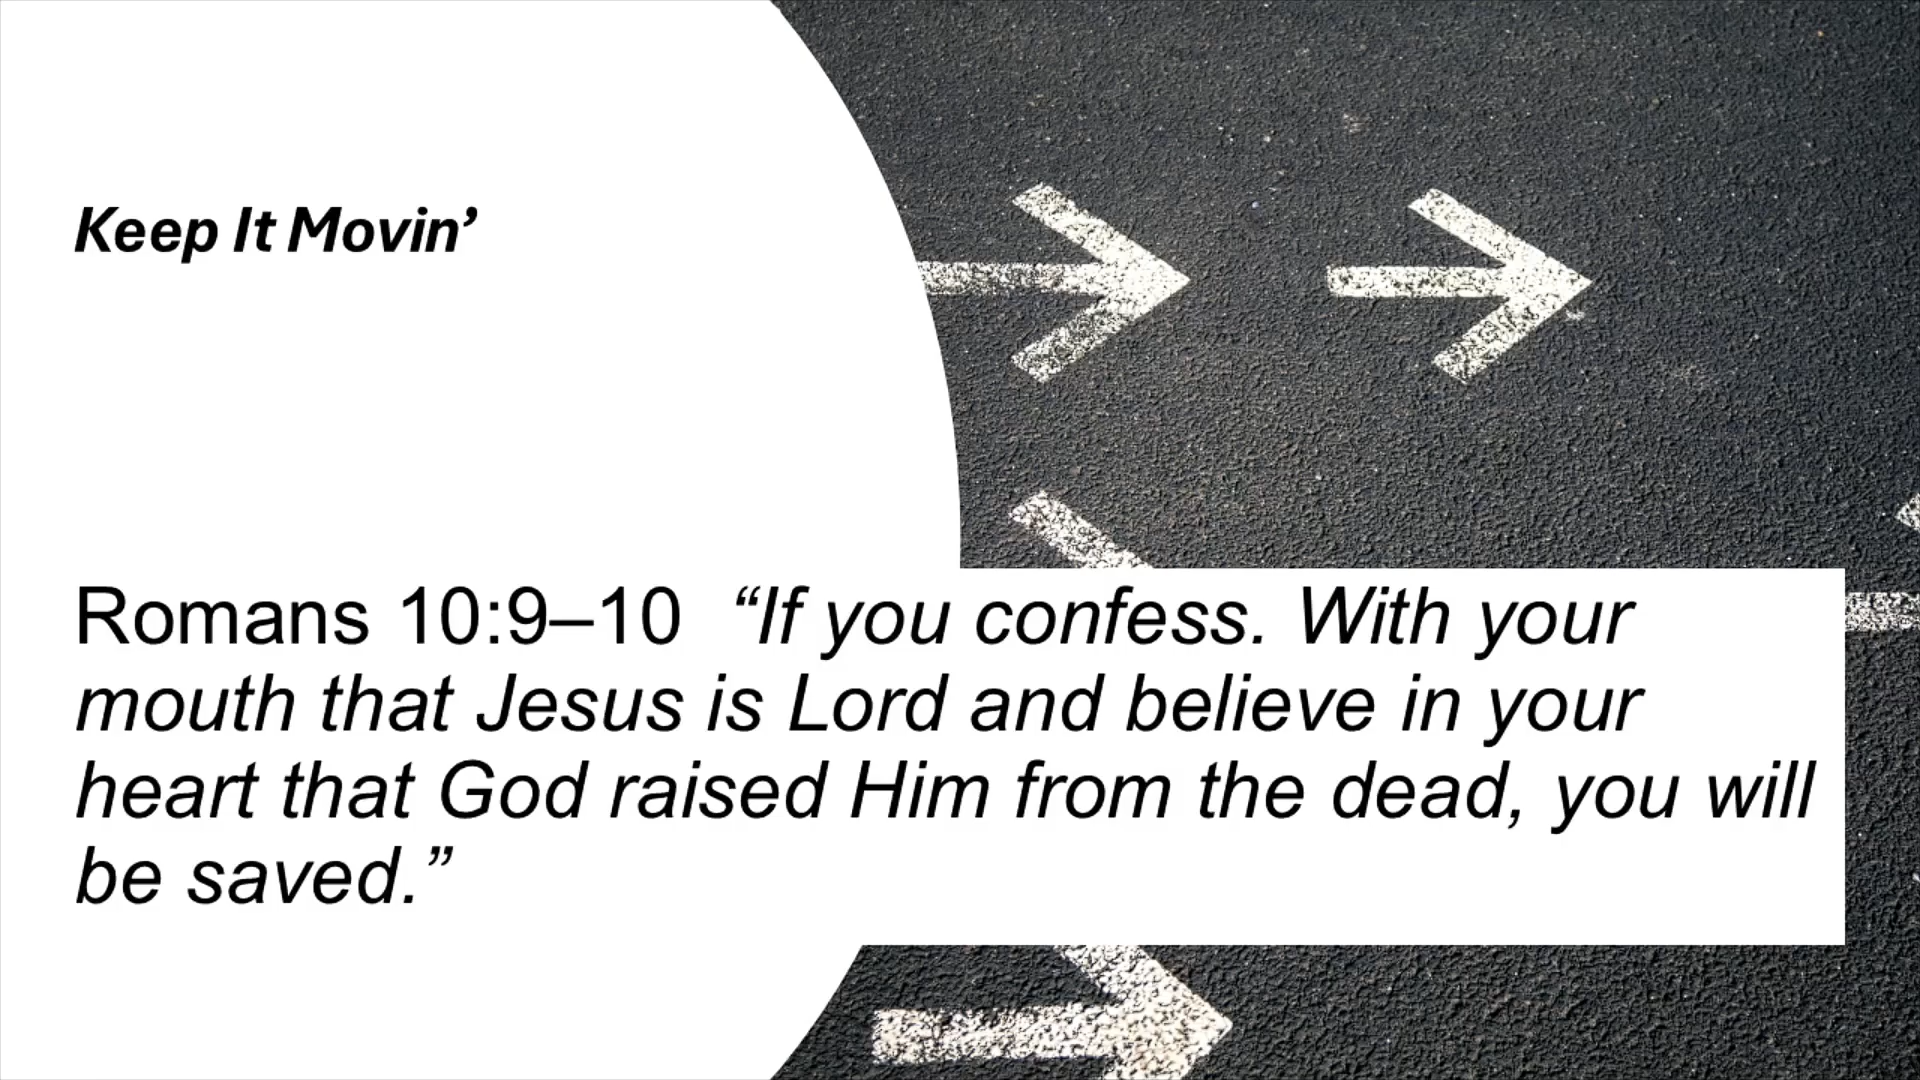 Keep It Movin’
Romans 10:9–10  “If you confess. With your
mouth that Jesus is Lord and believe in your
heart that God raised Him from the dead, you will
be saved.”